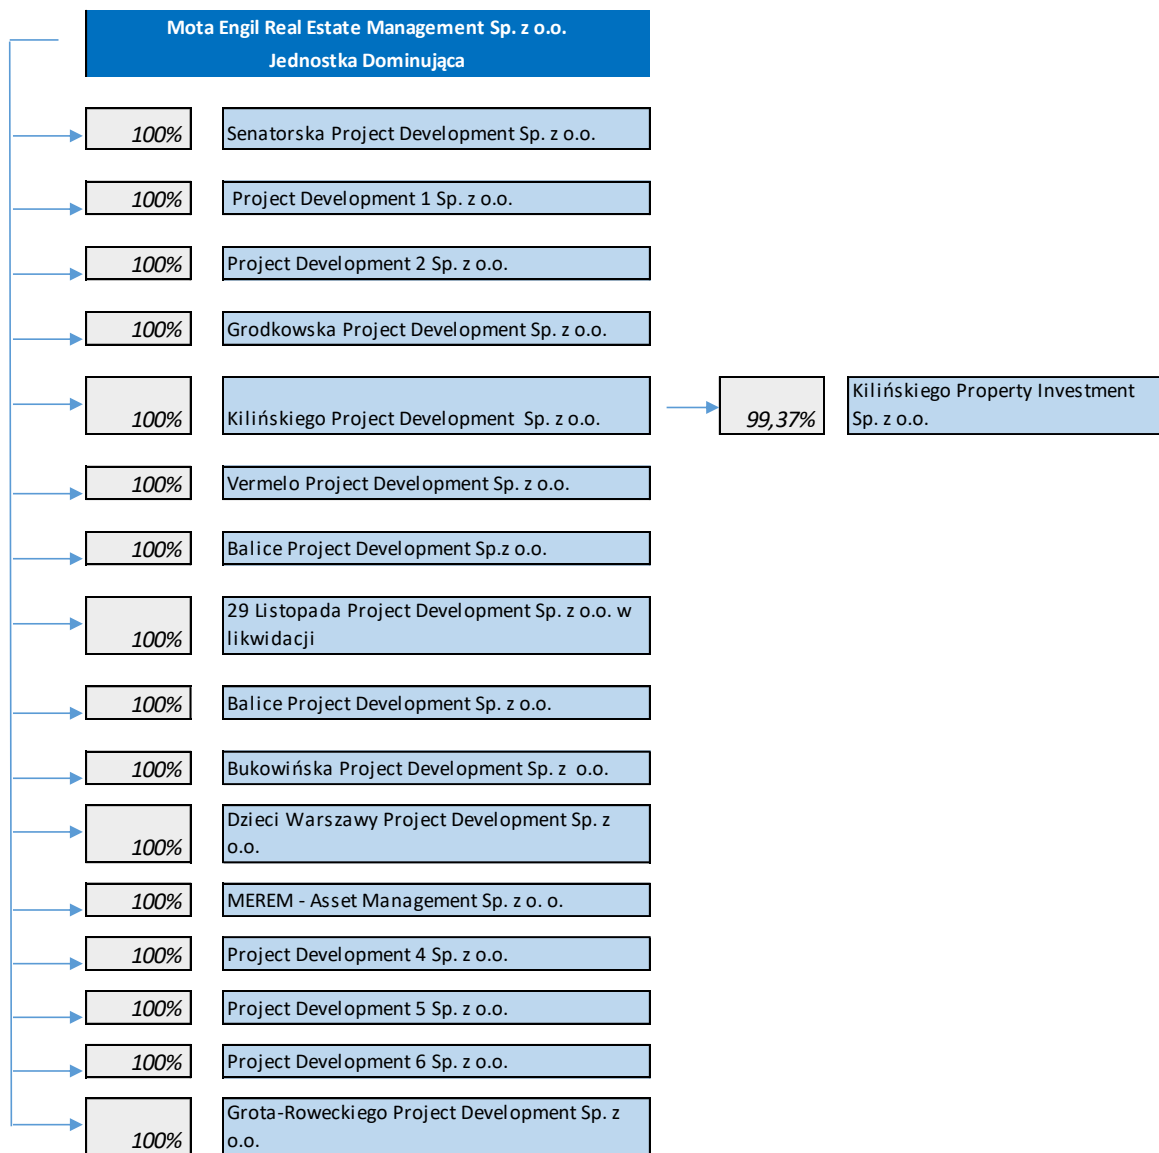 Mota Engil Real Estate Management Sp. z o.o.
Jednostka Dominująca
100% Senatorska Project Development Sp. z o.o.
100% Project Development 1 Sp. z o.o.
100% Project Development 2 Sp. z o.o.
100% Grodkowska Project Development Sp. z o.o.
100% Kilińskiego Project Development Sp. z o.o.
99,37% Kilińskiego Property Investment
Sp. z o.o.
100% Vermelo Project Development Sp. z o.o.
100% Balice Project Development Sp.z o.o.
100% 29 Listopada Project Development Sp. z o.o. w
likwidacji
100% Balice Project Development Sp. z o.o.
100% Bukowińska Project Development Sp. z o.o.
100% Dzieci Warszawy Project Development Sp. z
o.o.
100% MEREM - Asset Management Sp. z o. o.
100% Project Development 4 Sp. z o.o.
100% Project Development 5 Sp. z o.o.
100% Project Development 6 Sp. z o.o.
100% Grota-Roweckiego Project Development Sp. z
o.o.